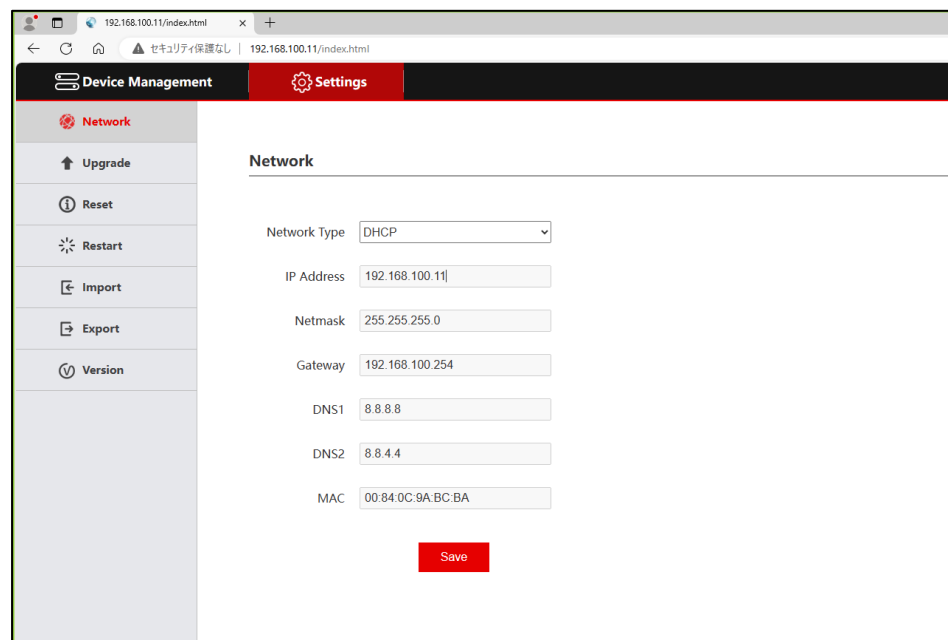 192.168.100.11/index.html
セキュリティ保護なし | 192.168.100.11/index.html
Device Management
Settings
Network
Upgrade
Reset
Restart
Import
Export
Version
Network
Network Type DHCP
IP Address 192.168.100.11
Netmask 255.255.255.0
Gateway 192.168.100.254
DNS1 8.8.8.8
DNS2 8.8.4.4
MAC 00:84:0C:9A:BC:BA
Save